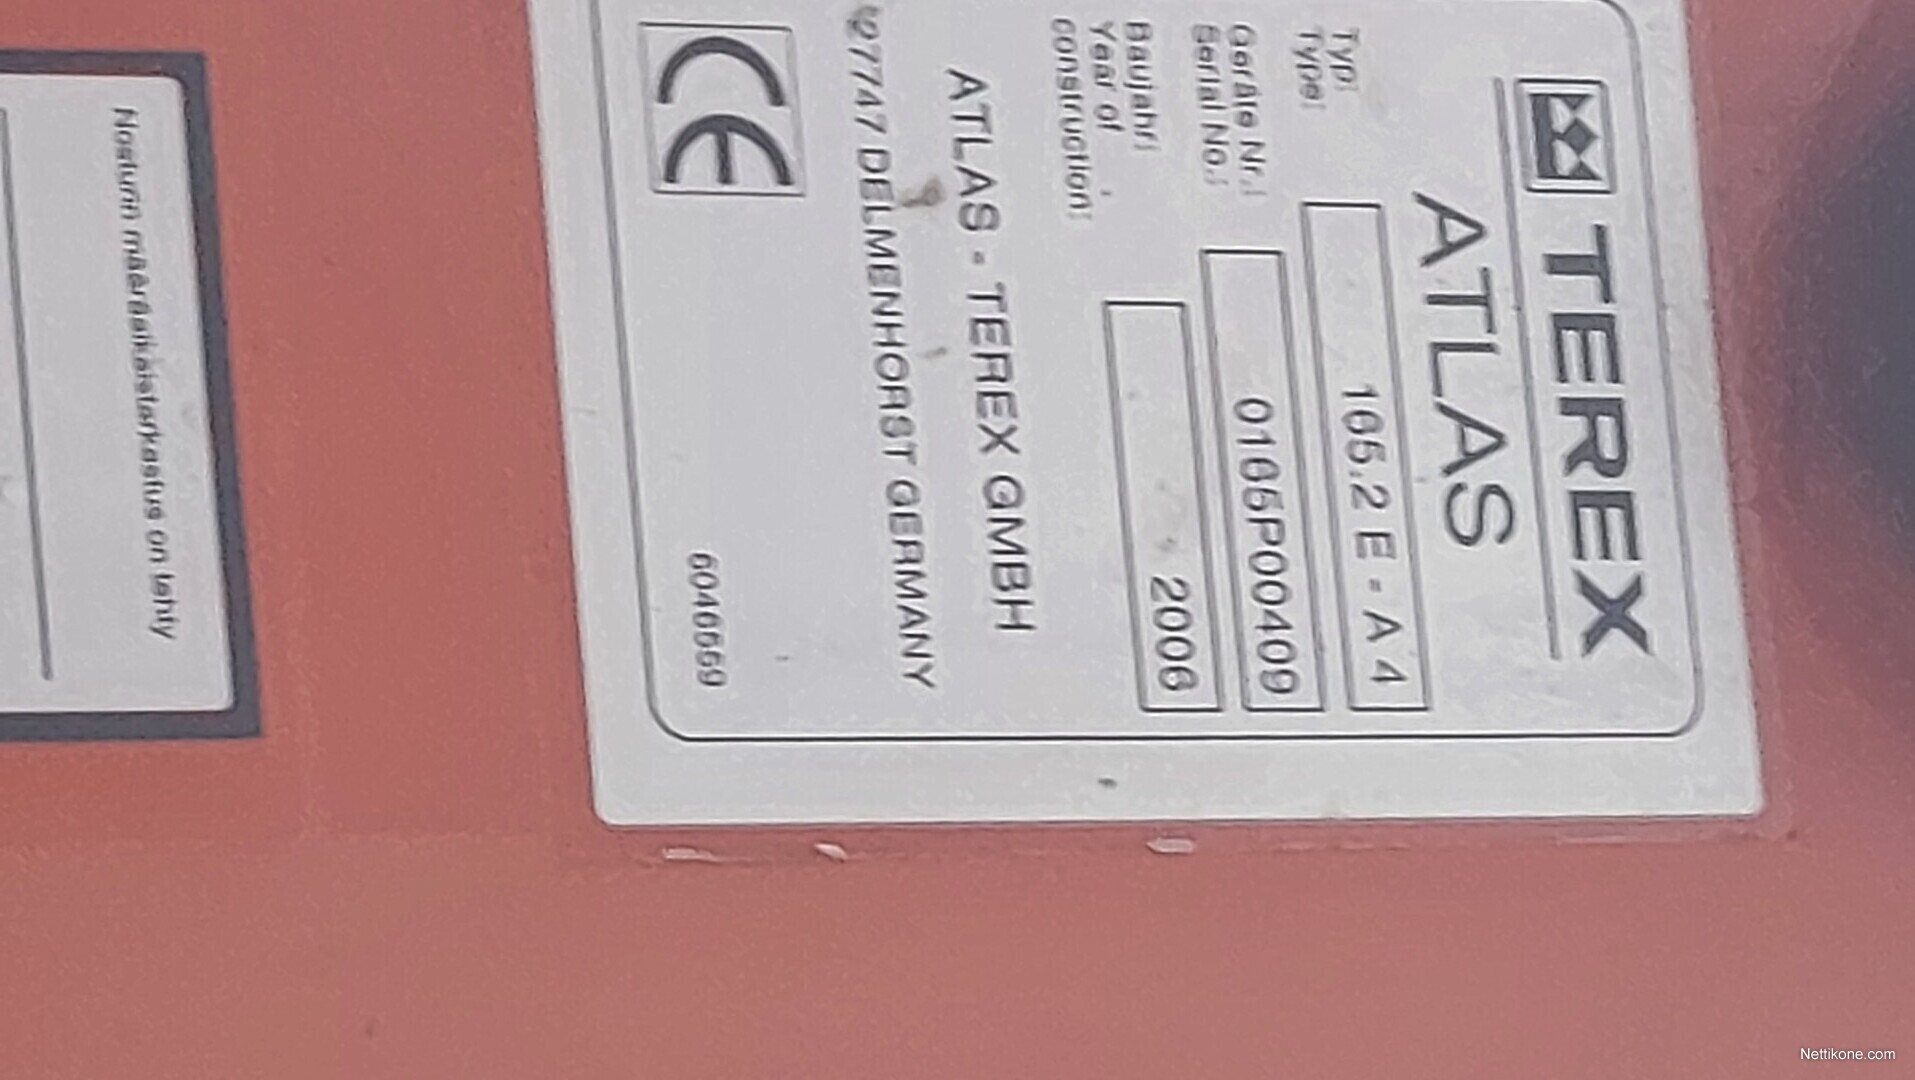 TEREX
ATLAS
Typ:
Type:
165.2 E - A 4
Geräte Nr.:
Serial No.:
0165P00409
Baujahr:
Year of
construction:
2006
ATLAS - TEREX GMBH
27747 DELMENHORST GERMANY
CE
Nosturin määräaikaistarkastus on tehty
Nettikone.com